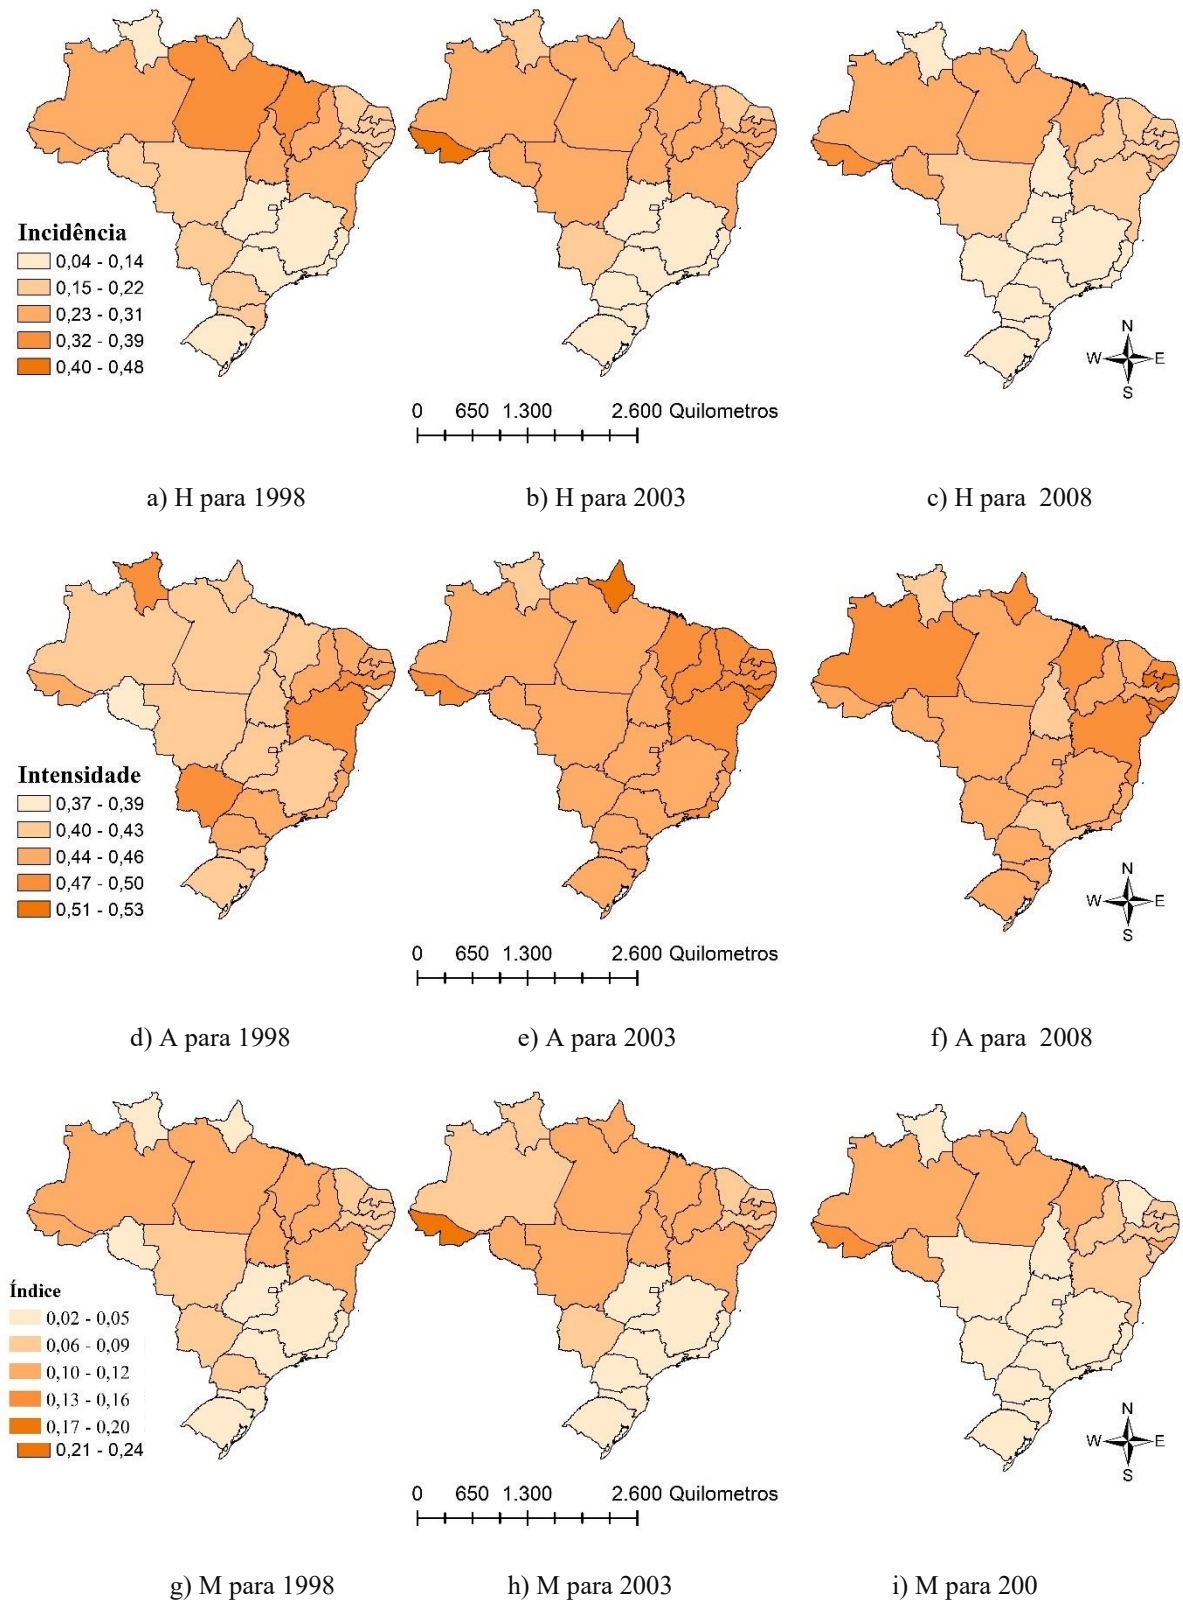 Incidência
0,04 - 0,14
0,15 - 0,22
0,23 - 0,31
0,32 - 0,39
0,40 - 0,48
N
W E
S
0 650 1.300 2.600 Quilometros
a) H para 1998
b) H para 2003
c) H para 2008
Intensidade
0,37 - 0,39
0,40 - 0,43
0,44 - 0,46
0,47 - 0,50
0,51 - 0,53
N
W E
S
0 650 1.300 2.600 Quilometros
d) A para 1998
e) A para 2003
f) A para 2008
Índice
0,02 - 0,05
0,06 - 0,09
0,10 - 0,12
0,13 - 0,16
0,17 - 0,20
0,21 - 0,24
N
W E
S
0 650 1.300 2.600 Quilometros
g) M para 1998
h) M para 2003
i) M para 200